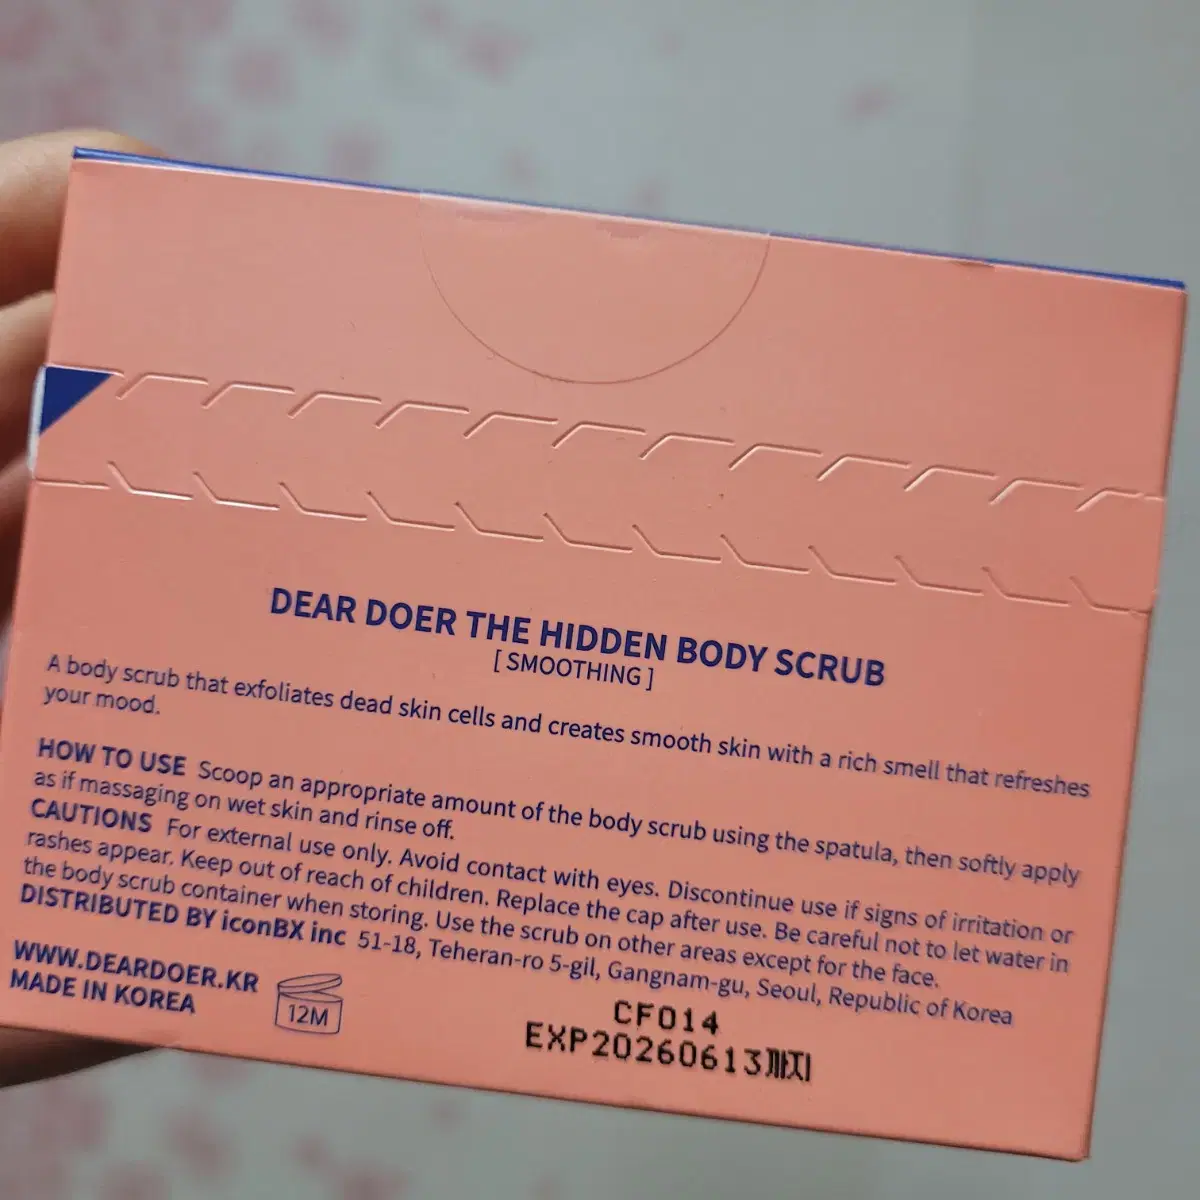 DEAR DOER THE HIDDEN BODY SCRUB
[ SMOOTHING ]
A body scrub that exfoliates dead skin cells and creates smooth skin with a rich smell that refreshes
your mood.
HOW TO USE Scoop an appropriate amount of the body scrub using the spatula, then softly apply
as if massaging on wet skin and rinse off.
CAUTIONS For external use only. Avoid contact with eyes. Discontinue use if signs of irritation or
rashes appear. Keep out of reach of children. Replace the cap after use. Be careful not to let water in
the body scrub container when storing. Use the scrub on other areas except for the face.
DISTRIBUTED BY iconBX inc 51-18, Teheran-ro 5-gil, Gangnam-gu, Seoul, Republic of Korea
WWW.DEARDOER.KR
MADE IN KOREA
12M
CF014
EXP20260613까지